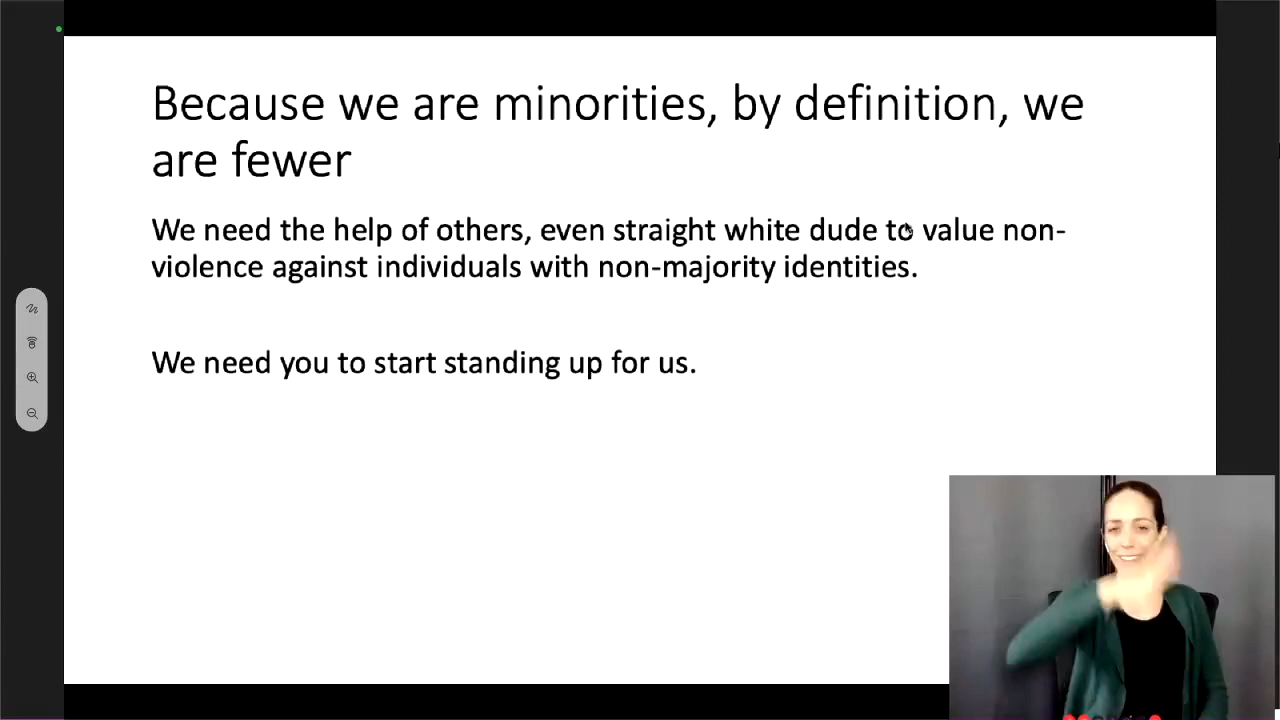 Because we are minorities, by definition, we
are fewer
We need the help of others, even straight white dude to value non-
violence against individuals with non-majority identities.
We need you to start standing up for us.